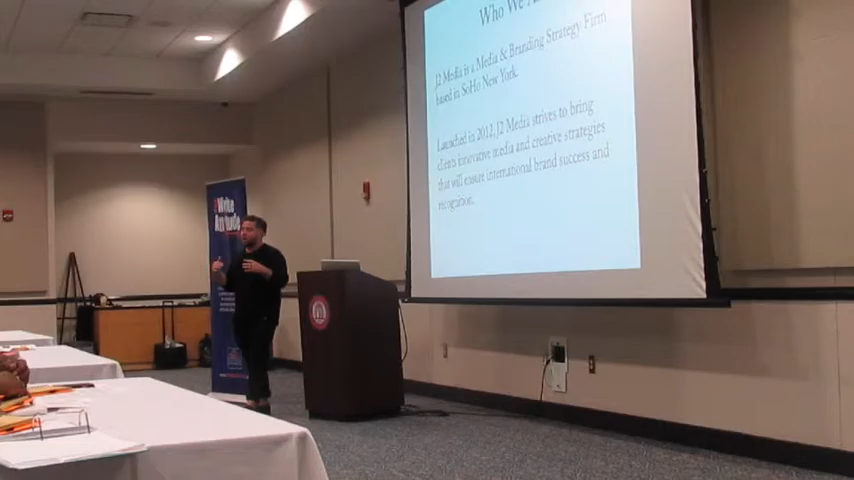 Who We
J2 Media is a Media & Branding Strategy Firm
based in SoHo New York.
Launched in 2012, J2 Media strives to bring
clients innovative media and creative strategies
that will ensure international brand success and
recognition.
Write